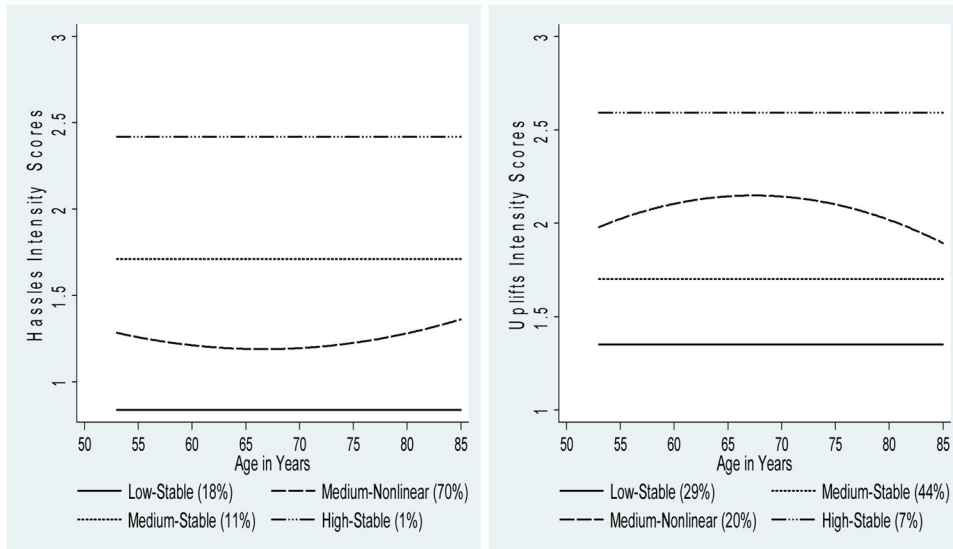 Hassles Intensity Scores
3
2.5
2
1.5
1
50 55 60 65 70 75 80 85
Age in Years
Low-Stable (18%) Medium-Nonlinear (70%)
Medium-Stable (11%) High-Stable (1%)
Uplifts Intensity Scores
3
2.5
2
1.5
1
50 55 60 65 70 75 80 85
Age in Years
Low-Stable (29%) Medium-Stable (44%)
Medium-Nonlinear (20%) High-Stable (7%)